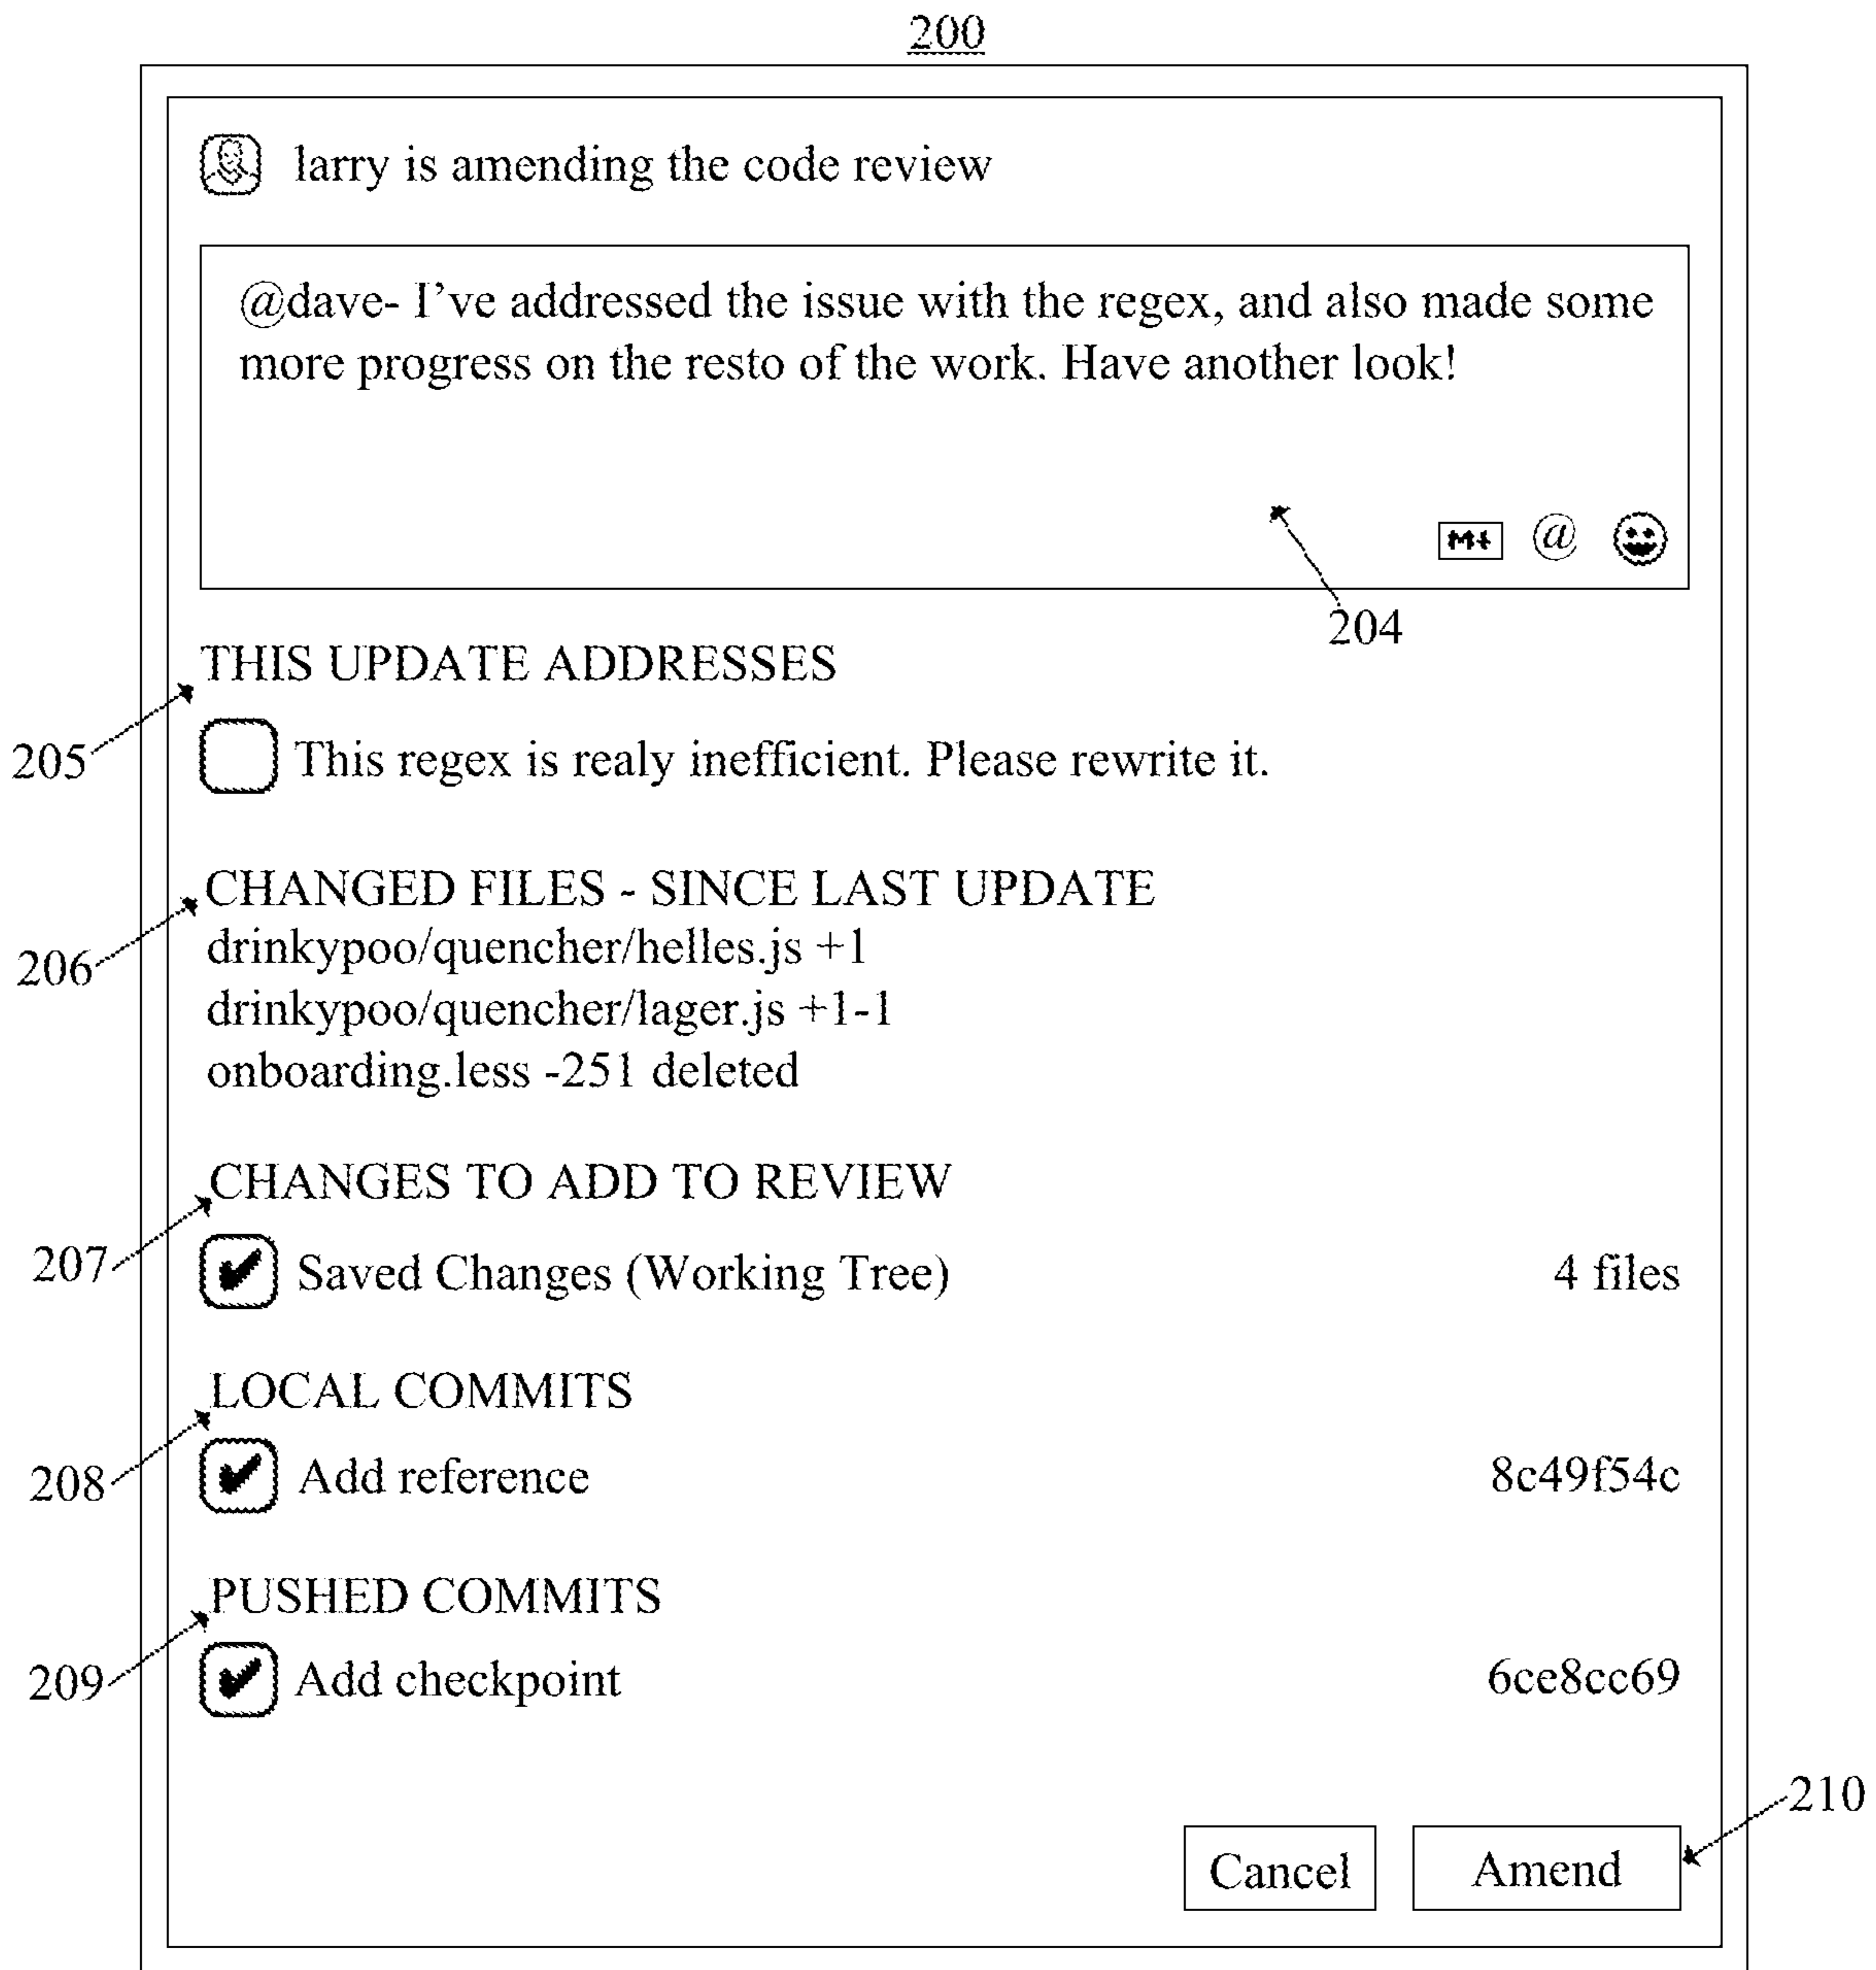 200
larry is amending the code review
@dave- I've addressed the issue with the regex, and also made some
more progress on the resto of the work. Have another look!
M↓ @
204
THIS UPDATE ADDRESSES
205
This regex is realy inefficient. Please rewrite it.
CHANGED FILES - SINCE LAST UPDATE
drinkypoo/quencher/helles.js +1
206
drinkypoo/quencher/lager.js +1-1
onboarding.less -251 deleted
CHANGES TO ADD TO REVIEW
207
Saved Changes (Working Tree) 4 files
LOCAL COMMITS
208
Add reference 8c49f54c
PUSHED COMMITS
209
Add checkpoint 6ce8cc69
210
Cancel Amend